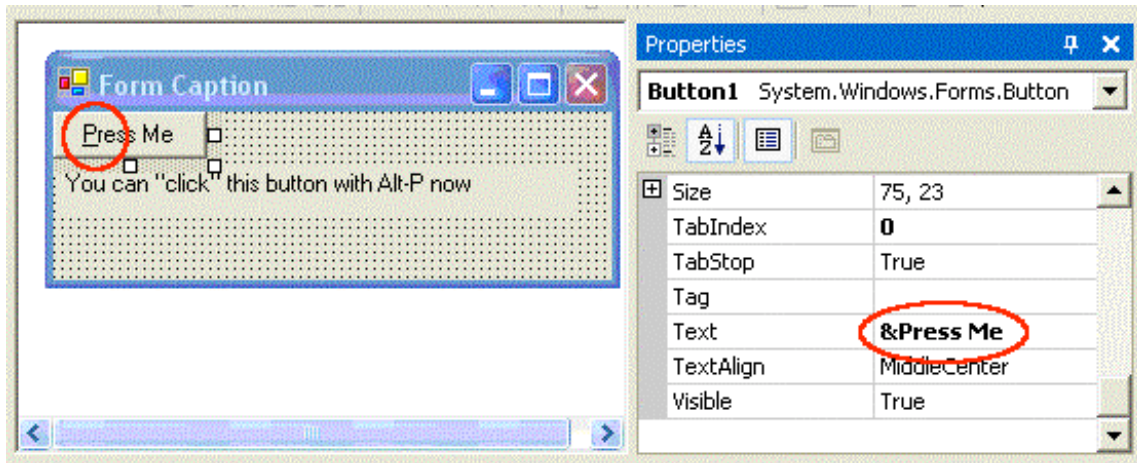 Form Caption
Press Me
You can "click" this button with Alt-P now
Properties
Button1 System.Windows.Forms.Button
A
Z
Size 75, 23
TabIndex 0
TabStop True
Tag
Text &Press Me
TextAlign MiddleCenter
Visible True